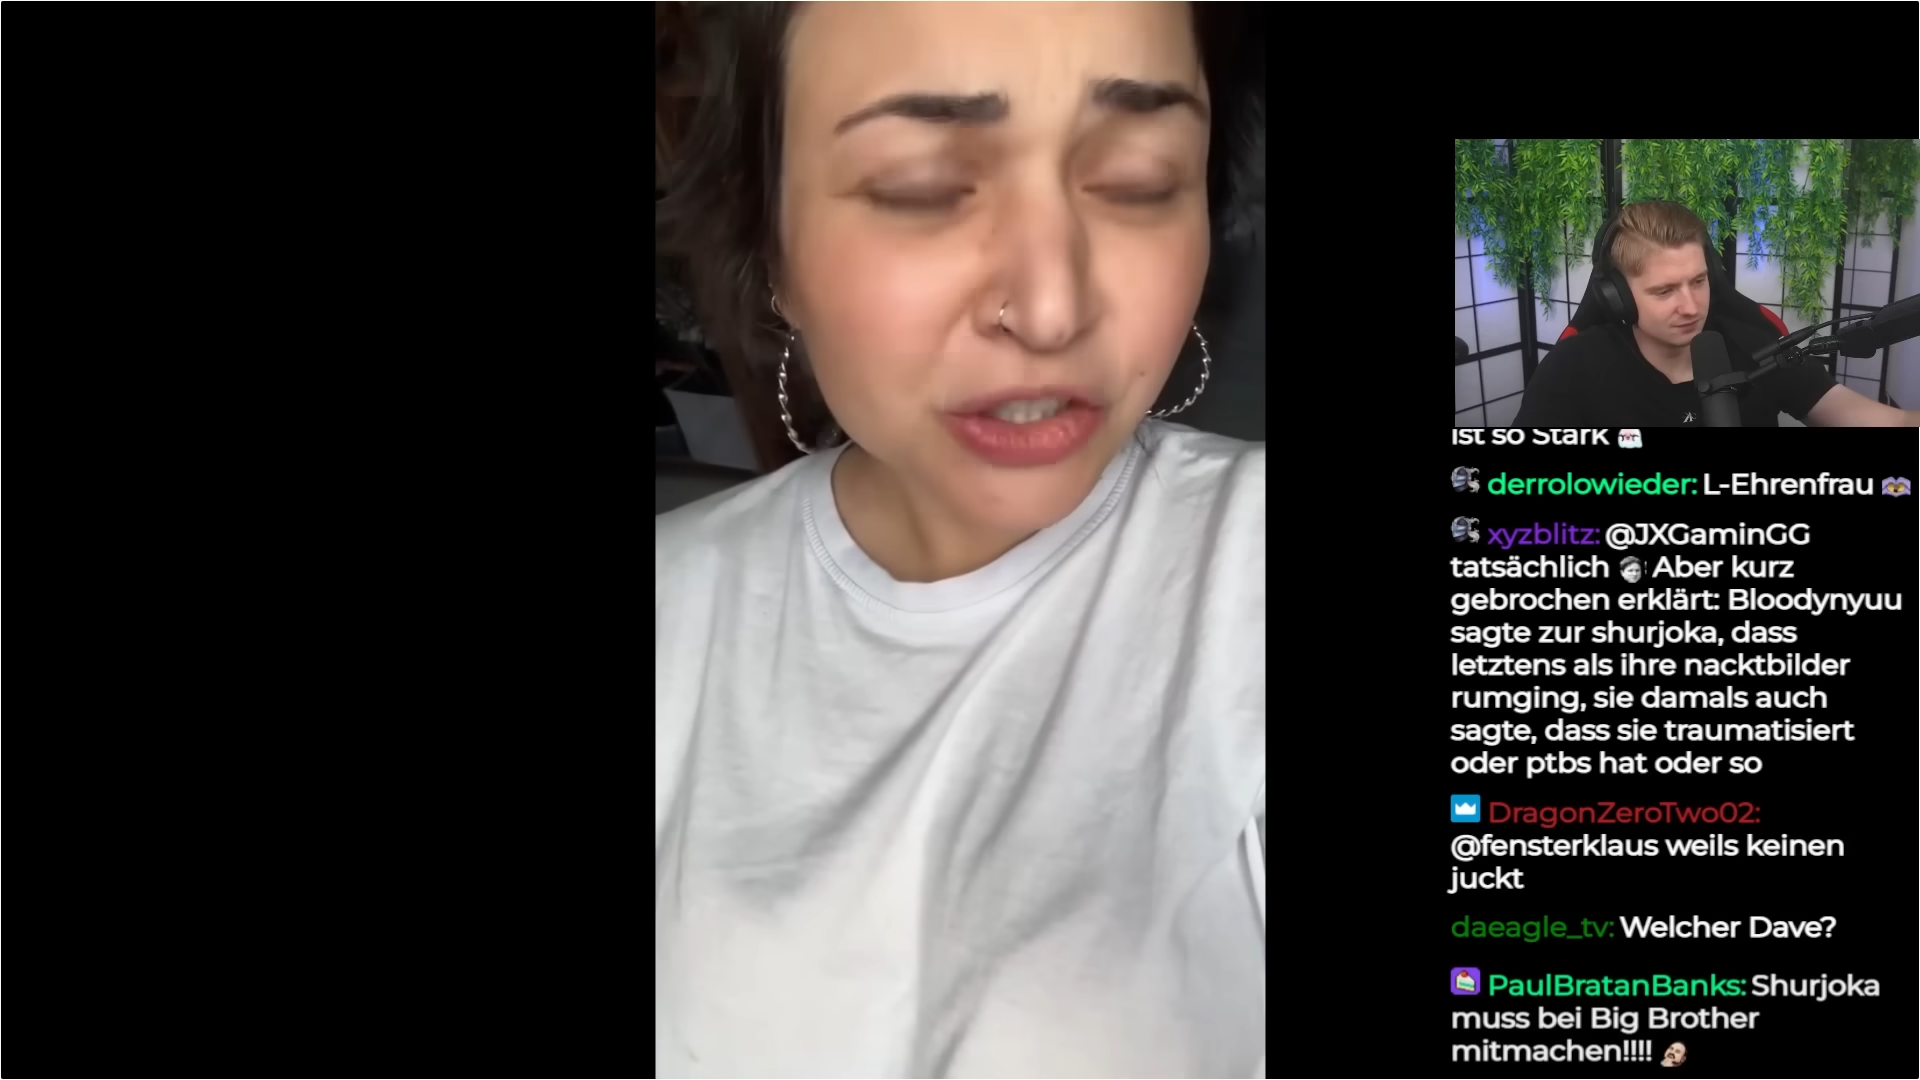 ist so Stark
derrolowieder: L-Ehrenfrau
xyzblitz: @JXGaminGG
tatsächlich Aber kurz
gebrochen erklärt: Bloodynyuu
sagte zur shurjoka, dass
letztens als ihre nacktbilder
rumging, sie damals auch
sagte, dass sie traumatisiert
oder ptbs hat oder so
DragonZeroTwo02:
@fensterklaus weils keinen
juckt
daeagle_tv: Welcher Dave?
PaulBratanBanks: Shurjoka
muss bei Big Brother
mitmachen!!!!